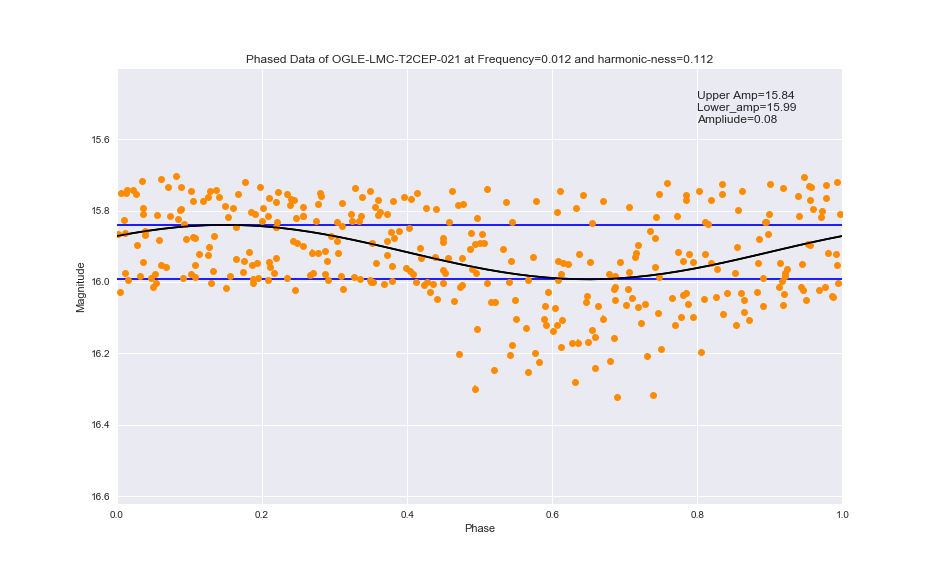 Phased Data of OGLE-LMC-T2CEP-021 at Frequency=0.012 and harmonic-ness=0.112
Upper Amp=15.84
Lower_amp=15.99
Ampliude=0.08
15.6
15.8
16.0
16.2
16.4
16.6
Magnitude
0.0 0.2 0.4 0.6 0.8 1.0
Phase